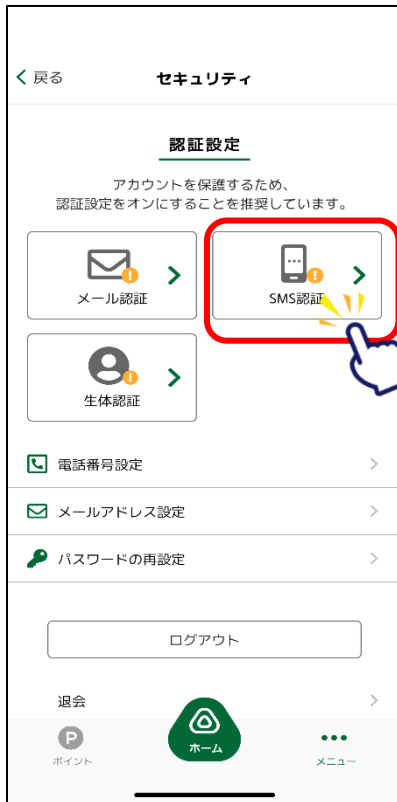 戻る
セキュリティ
認証設定
アカウントを保護するため、
認証設定をオンにすることを推奨しています。
メール認証
SMS認証
生体認証
電話番号設定
メールアドレス設定
パスワードの再設定
ログアウト
退会
P
ポイント
ホーム
メニュー